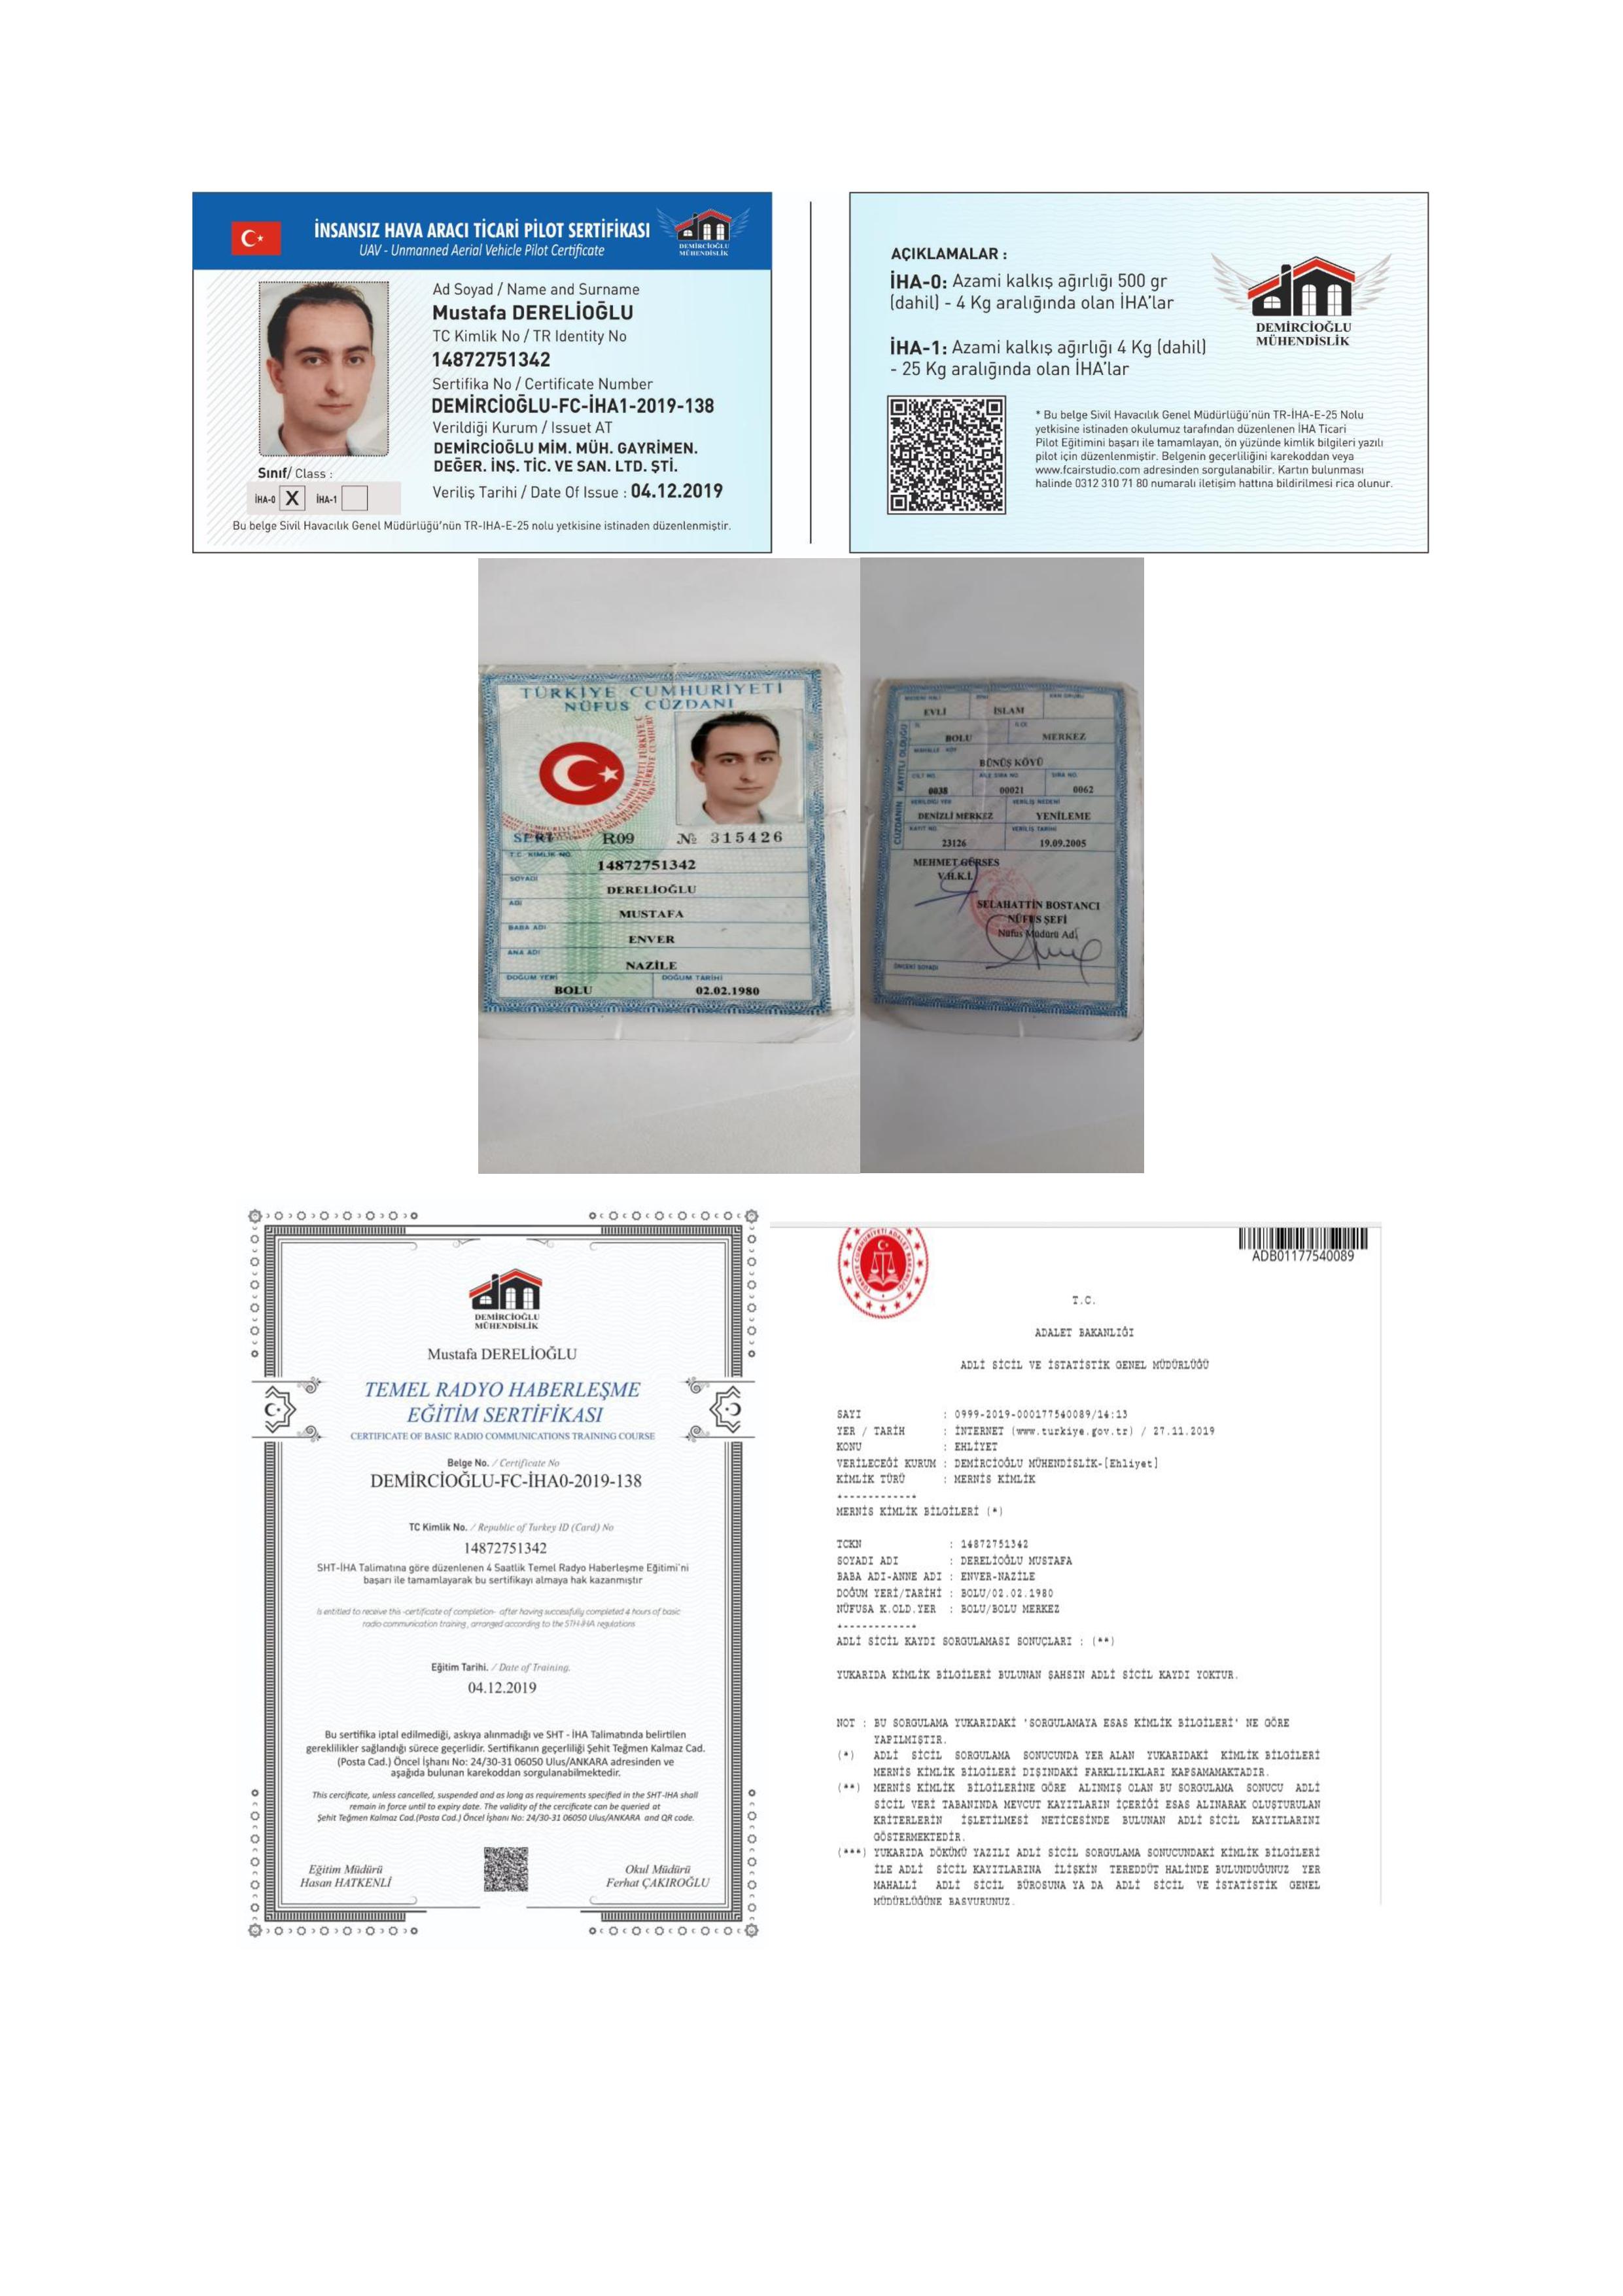 İNSANSIZ HAVA ARACI TİCARİ PİLOT SERTİFİKASI
UAV - Unmanned Aerial Vehicle Pilot Certificate
DEMİRCİOĞLU
MÜHENDİSLİK
Ad Soyad / Name and Surname
Mustafa DERELİOĞLU
TC Kimlik No / TR Identity No
14872751342
Sertifika No / Certificate Number
DEMİRCİOĞLU-FC-İHA1-2019-138
Verildiği Kurum / Issuet AT
DEMİRCİOĞLU MİM. MÜH. GAYRİMEN.
DEĞER. İNŞ. TİC. VE SAN. LTD. ŞTİ.
Veriliş Tarihi / Date Of Issue : 04.12.2019
Sınıf/ Class :
İHA-0 X İHA-1
Bu belge Sivil Havacılık Genel Müdürlüğü'nün TR-IHA-E-25 nolu yetkisine istinaden düzenlenmiştir.
AÇIKLAMALAR :
İHA-0: Azami kalkış ağırlığı 500 gr
(dahil) - 4 Kg aralığında olan İHA'lar
İHA-1: Azami kalkış ağırlığı 4 Kg (dahil)
- 25 Kg aralığında olan İHA'lar
DEMİRCİOĞLU
MÜHENDİSLİK
* Bu belge Sivil Havacılık Genel Müdürlüğü'nün TR-İHA-E-25 Nolu
yetkisine istinaden okulumuz tarafından düzenlenen İHA Ticari
Pilot Eğitimini başarı ile tamamlayan, ön yüzünde kimlik bilgileri yazılı
pilot için düzenlenmiştir. Belgenin geçerliliğini karekoddan veya
www.fcairstudio.com adresinden sorgulanabilir. Kartın bulunması
halinde 0312 310 71 80 numaralı iletişim hattına bildirilmesi rica olunur.
TÜRKİYE CUMHURİYETİ
NÜFUS CÜZDANI
SERİ R09 № 315426
T.C. KİMLİK NO.
14872751342
SOYADI
DERELİOĞLU
ADI
MUSTAFA
BABA ADI
ENVER
ANA ADI
NAZİLE
DOĞUM YERİ DOĞUM TARİHİ
BOLU 02.02.1980
EVLİ İSLAM
BOLU MERKEZ
BÜNÜŞ KÖYÜ
CİLT NO. AİLE SIRA NO. SIRA NO.
0038 00021 0062
VERİLDİĞİ YER VERİLİŞ NEDENİ
DENİZLİ MERKEZ YENİLEME
KAYIT NO. VERİLİŞ TARİHİ
23126 19.09.2005
MEHMET GÜRSES
V.H.K.İ.
SELAHATTİN BOSTANCI
NÜFUS ŞEFİ
Nüfus Müdürü Adı
ÖNCEKİ SOYADI
DEMİRCİOĞLU
MÜHENDİSLİK
Mustafa DERELİOĞLU
TEMEL RADYO HABERLEŞME
EĞİTİM SERTİFİKASI
CERTIFICATE OF BASIC RADIO COMMUNICATIONS TRAINING COURSE
Belge No. / Certificate No
DEMİRCİOĞLU-FC-İHA0-2019-138
TC Kimlik No. / Republic of Turkey ID (Card) No
14872751342
SHT-İHA Talimatına göre düzenlenen 4 Saatlik Temel Radyo Haberleşme Eğitimi'ni
başarı ile tamamlayarak bu sertifikayı almaya hak kazanmıştır
Is entitled to receive this -certificate of completion- after having successfully completed 4 hours of basic
radio-communication training, arranged according to the STH-İHA regulations
Eğitim Tarihi. / Date of Training.
04.12.2019
Bu sertifika iptal edilmediği, askıya alınmadığı ve SHT - İHA Talimatında belirtilen
gereklilikler sağlandığı sürece geçerlidir. Sertifikanın geçerliliği Şehit Teğmen Kalmaz Cad.
(Posta Cad.) Öncel İşhanı No: 24/30-31 06050 Ulus/ANKARA adresinden ve
aşağıda bulunan karekoddan sorgulanabilmektedir.
This cercificate, unless cancelled, suspended and as long as requirements specified in the SHT-IHA shall
remain in force until to expiry date. The validity of the cercificate can be queried at
Şehit Teğmen Kalmaz Cad.(Posta Cad.) Öncel İşhanı No: 24/30-31 06050 Ulus/ANKARA and QR code.
Eğitim Müdürü
Hasan HATKENLİ
Okul Müdürü
Ferhat ÇAKIROĞLU
ADB01177540089
T.C.
ADALET BAKANLIĞI
ADLİ SİCİL VE İSTATİSTİK GENEL MÜDÜRLÜĞÜ
SAYI : 0999-2019-000177540089/14:13
YER / TARİH : İNTERNET (www.turkiye.gov.tr) / 27.11.2019
KONU : EHLİYET
VERİLECEĞİ KURUM : DEMİRCİOĞLU MÜHENDİSLİK-[Ehliyet]
KİMLİK TÜRÜ : MERNİS KİMLİK
+-----------+
MERNİS KİMLİK BİLGİLERİ (*)
TCKN : 14872751342
SOYADI ADI : DERELİOĞLU MUSTAFA
BABA ADI-ANNE ADI : ENVER-NAZİLE
DOĞUM YERİ/TARİHİ : BOLU/02.02.1980
NÜFUSA K.OLD.YER : BOLU/BOLU MERKEZ
+-----------+
ADLİ SİCİL KAYDI SORGULAMASI SONUÇLARI : (**)
YUKARIDA KİMLİK BİLGİLERİ BULUNAN ŞAHSIN ADLİ SİCİL KAYDI YOKTUR.
NOT : BU SORGULAMA YUKARIDAKİ 'SORGULAMAYA ESAS KİMLİK BİLGİLERİ' NE GÖRE
YAPILMIŞTIR.
(*) ADLİ SİCİL SORGULAMA SONUCUNDA YER ALAN YUKARIDAKİ KİMLİK BİLGİLERİ
MERNİS KİMLİK BİLGİLERİ DIŞINDAKİ FARKLILIKLARI KAPSAMAMAKTADIR.
(**) MERNİS KİMLİK BİLGİLERİNE GÖRE ALINMIŞ OLAN BU SORGULAMA SONUCU ADLİ
SİCİL VERİ TABANINDA MEVCUT KAYITLARIN İÇERİĞİ ESAS ALINARAK OLUŞTURULAN
KRİTERLERİN İŞLETİLMESİ NETİCESİNDE BULUNAN ADLİ SİCİL KAYITLARINI
GÖSTERMEKTEDİR.
(***) YUKARIDA DÖKÜMÜ YAZILI ADLİ SİCİL SORGULAMA SONUCUNDAKİ KİMLİK BİLGİLERİ
İLE ADLİ SİCİL KAYITLARINA İLİŞKİN TEREDDÜT HALİNDE BULUNDUĞUNUZ YER
MAHALLİ ADLİ SİCİL BÜROSUNA YA DA ADLİ SİCİL VE İSTATİSTİK GENEL
MÜDÜRLÜĞÜNE BAŞVURUNUZ.